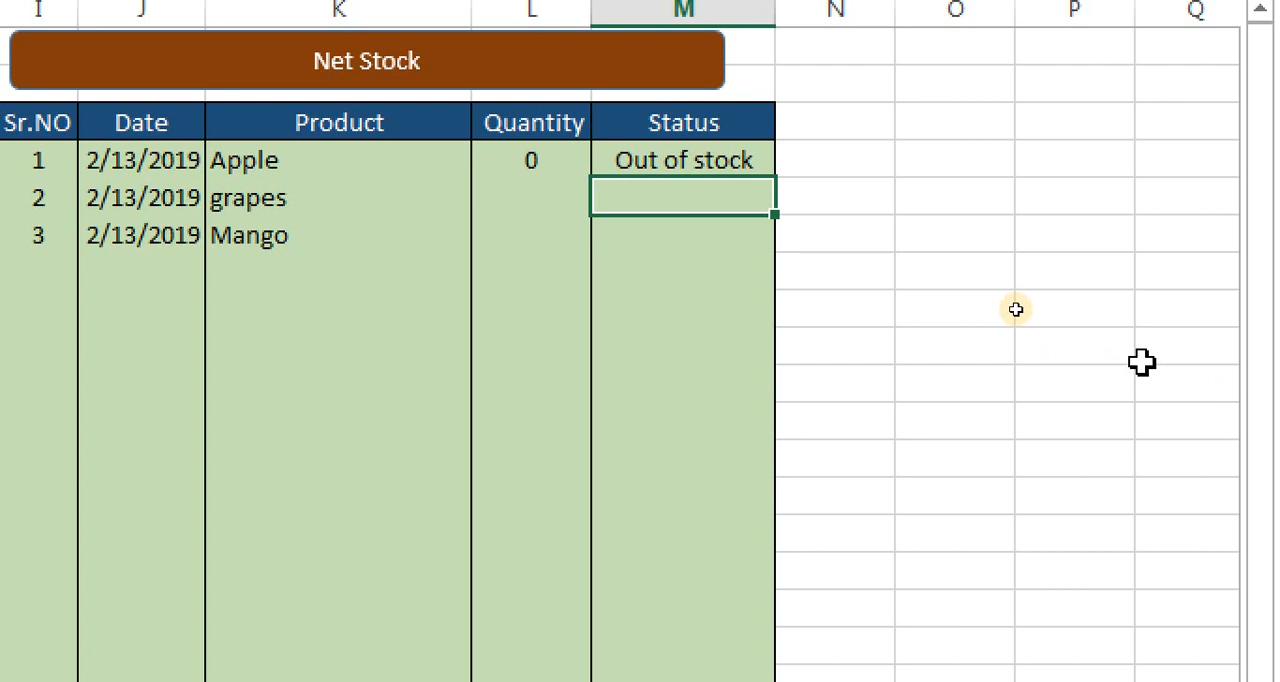 I J K L M N O P Q
Net Stock
Sr.NO Date Product Quantity Status
1 2/13/2019 Apple 0 Out of stock
2 2/13/2019 grapes
3 2/13/2019 Mango